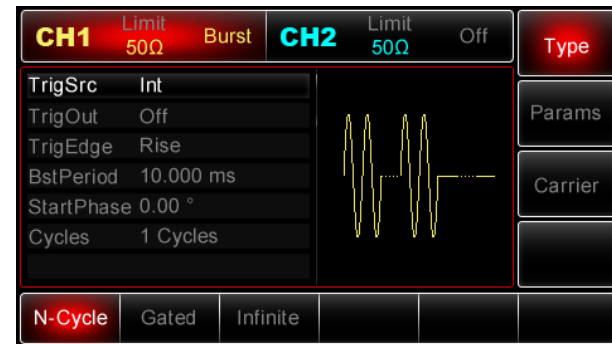 CH1 Limit 50Ω Burst CH2 Limit 50Ω Off Type
TrigSrc Int
TrigOut Off
TrigEdge Rise
BstPeriod 10.000 ms
StartPhase 0.00 °
Cycles 1 Cycles
Params
Carrier
N-Cycle Gated Infinite